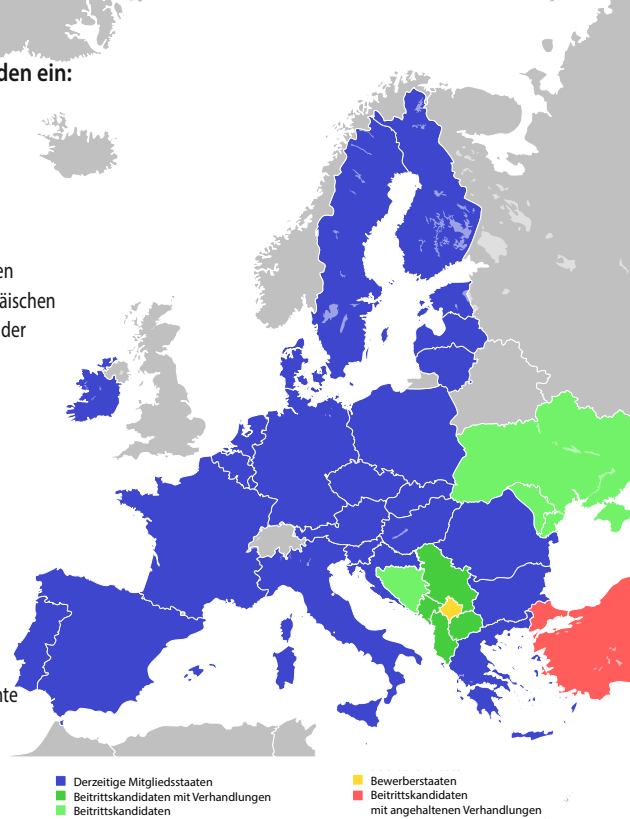 den ein:
en
äischen
der
nte
Derzeitige Mitgliedsstaaten
Beitrittskandidaten mit Verhandlungen
Beitrittskandidaten
Bewerberstaaten
Beitrittskandidaten
mit angehaltenen Verhandlungen